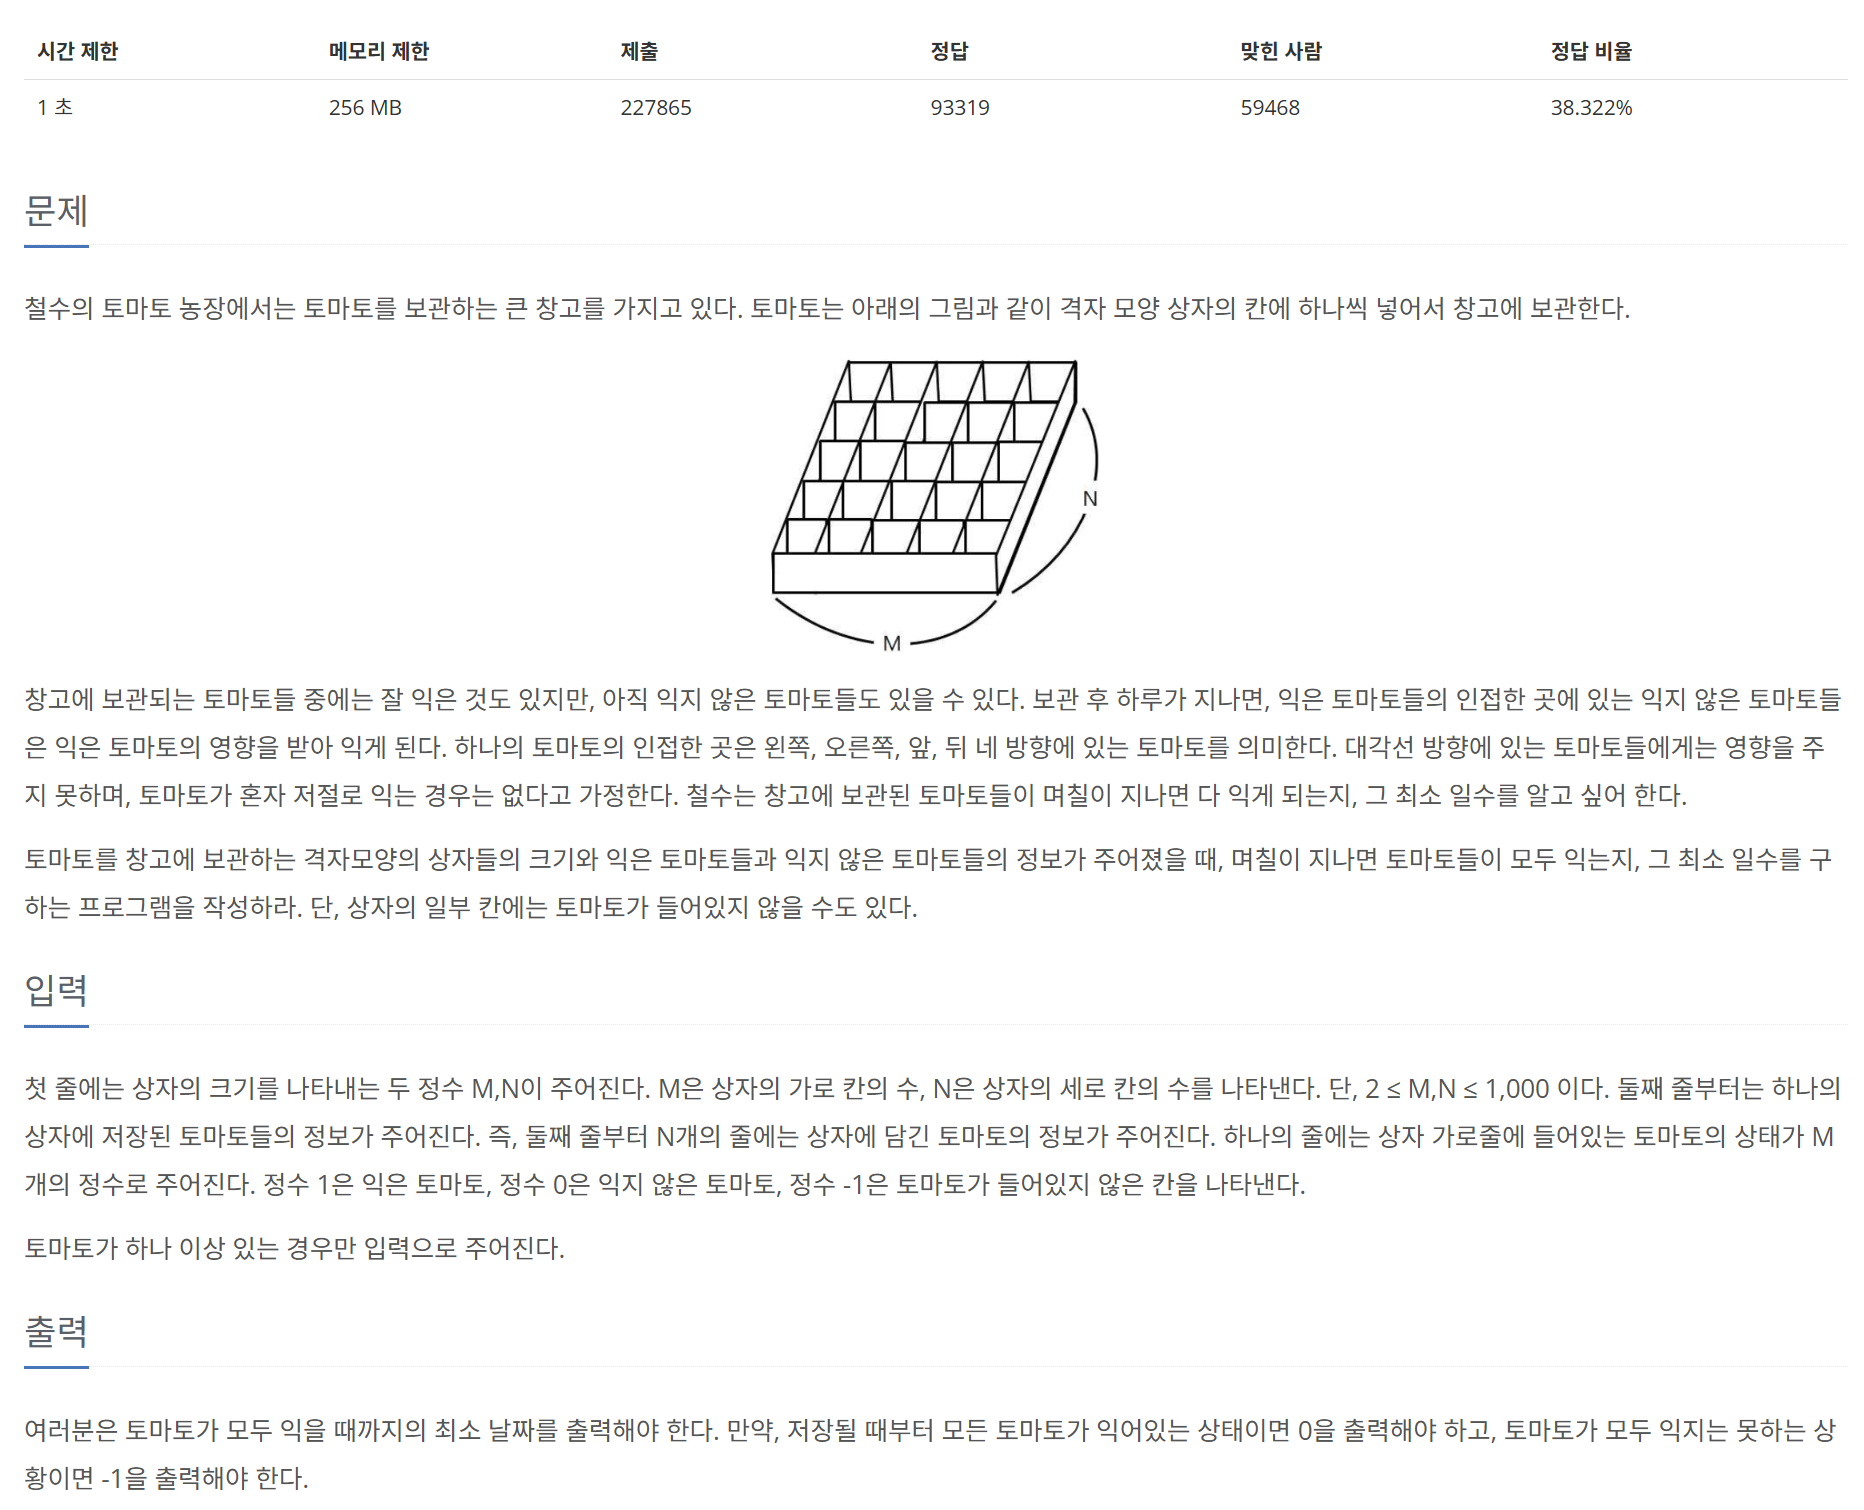 시간 제한 메모리 제한 제출 정답 맞힌 사람 정답 비율
1 초 256 MB 227865 93319 59468 38.322%
문제
철수의 토마토 농장에서는 토마토를 보관하는 큰 창고를 가지고 있다. 토마토는 아래의 그림과 같이 격자 모양 상자의 칸에 하나씩 넣어서 창고에 보관한다.
N
M
창고에 보관되는 토마토들 중에는 잘 익은 것도 있지만, 아직 익지 않은 토마토들도 있을 수 있다. 보관 후 하루가 지나면, 익은 토마토들의 인접한 곳에 있는 익지 않은 토마토들
은 익은 토마토의 영향을 받아 익게 된다. 하나의 토마토의 인접한 곳은 왼쪽, 오른쪽, 앞, 뒤 네 방향에 있는 토마토를 의미한다. 대각선 방향에 있는 토마토들에게는 영향을 주
지 못하며, 토마토가 혼자 저절로 익는 경우는 없다고 가정한다. 철수는 창고에 보관된 토마토들이 며칠이 지나면 다 익게 되는지, 그 최소 일수를 알고 싶어 한다.
토마토를 창고에 보관하는 격자모양의 상자들의 크기와 익은 토마토들과 익지 않은 토마토들의 정보가 주어졌을 때, 며칠이 지나면 토마토들이 모두 익는지, 그 최소 일수를 구
하는 프로그램을 작성하라. 단, 상자의 일부 칸에는 토마토가 들어있지 않을 수도 있다.
입력
첫 줄에는 상자의 크기를 나타내는 두 정수 M,N이 주어진다. M은 상자의 가로 칸의 수, N은 상자의 세로 칸의 수를 나타낸다. 단, 2 ≤ M,N ≤ 1,000 이다. 둘째 줄부터는 하나의
상자에 저장된 토마토들의 정보가 주어진다. 즉, 둘째 줄부터 N개의 줄에는 상자에 담긴 토마토의 정보가 주어진다. 하나의 줄에는 상자 가로줄에 들어있는 토마토의 상태가 M
개의 정수로 주어진다. 정수 1은 익은 토마토, 정수 0은 익지 않은 토마토, 정수 -1은 토마토가 들어있지 않은 칸을 나타낸다.
토마토가 하나 이상 있는 경우만 입력으로 주어진다.
출력
여러분은 토마토가 모두 익을 때까지의 최소 날짜를 출력해야 한다. 만약, 저장될 때부터 모든 토마토가 익어있는 상태이면 0을 출력해야 하고, 토마토가 모두 익지는 못하는 상
황이면 -1을 출력해야 한다.